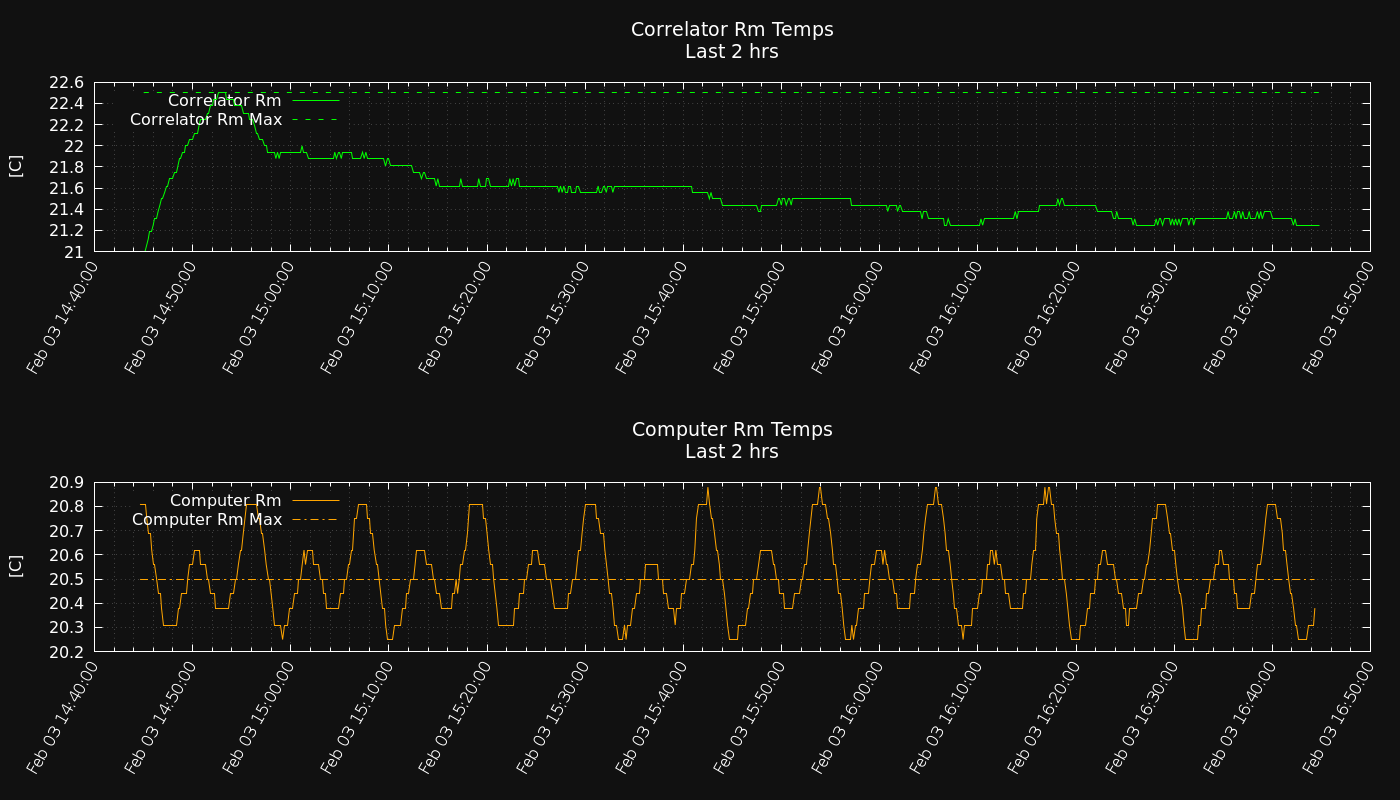 Correlator Rm Temps
Last 2 hrs
22.6
22.4
22.2
22
21.8
21.6
21.4
21.2
21
[C]
Correlator Rm
Correlator Rm Max
Feb 03 14:40:00
Feb 03 14:50:00
Feb 03 15:00:00
Feb 03 15:10:00
Feb 03 15:20:00
Feb 03 15:30:00
Feb 03 15:40:00
Feb 03 15:50:00
Feb 03 16:00:00
Feb 03 16:10:00
Feb 03 16:20:00
Feb 03 16:30:00
Feb 03 16:40:00
Feb 03 16:50:00
Computer Rm Temps
Last 2 hrs
20.9
20.8
20.7
20.6
20.5
20.4
20.3
20.2
[C]
Computer Rm
Computer Rm Max
Feb 03 14:40:00
Feb 03 14:50:00
Feb 03 15:00:00
Feb 03 15:10:00
Feb 03 15:20:00
Feb 03 15:30:00
Feb 03 15:40:00
Feb 03 15:50:00
Feb 03 16:00:00
Feb 03 16:10:00
Feb 03 16:20:00
Feb 03 16:30:00
Feb 03 16:40:00
Feb 03 16:50:00